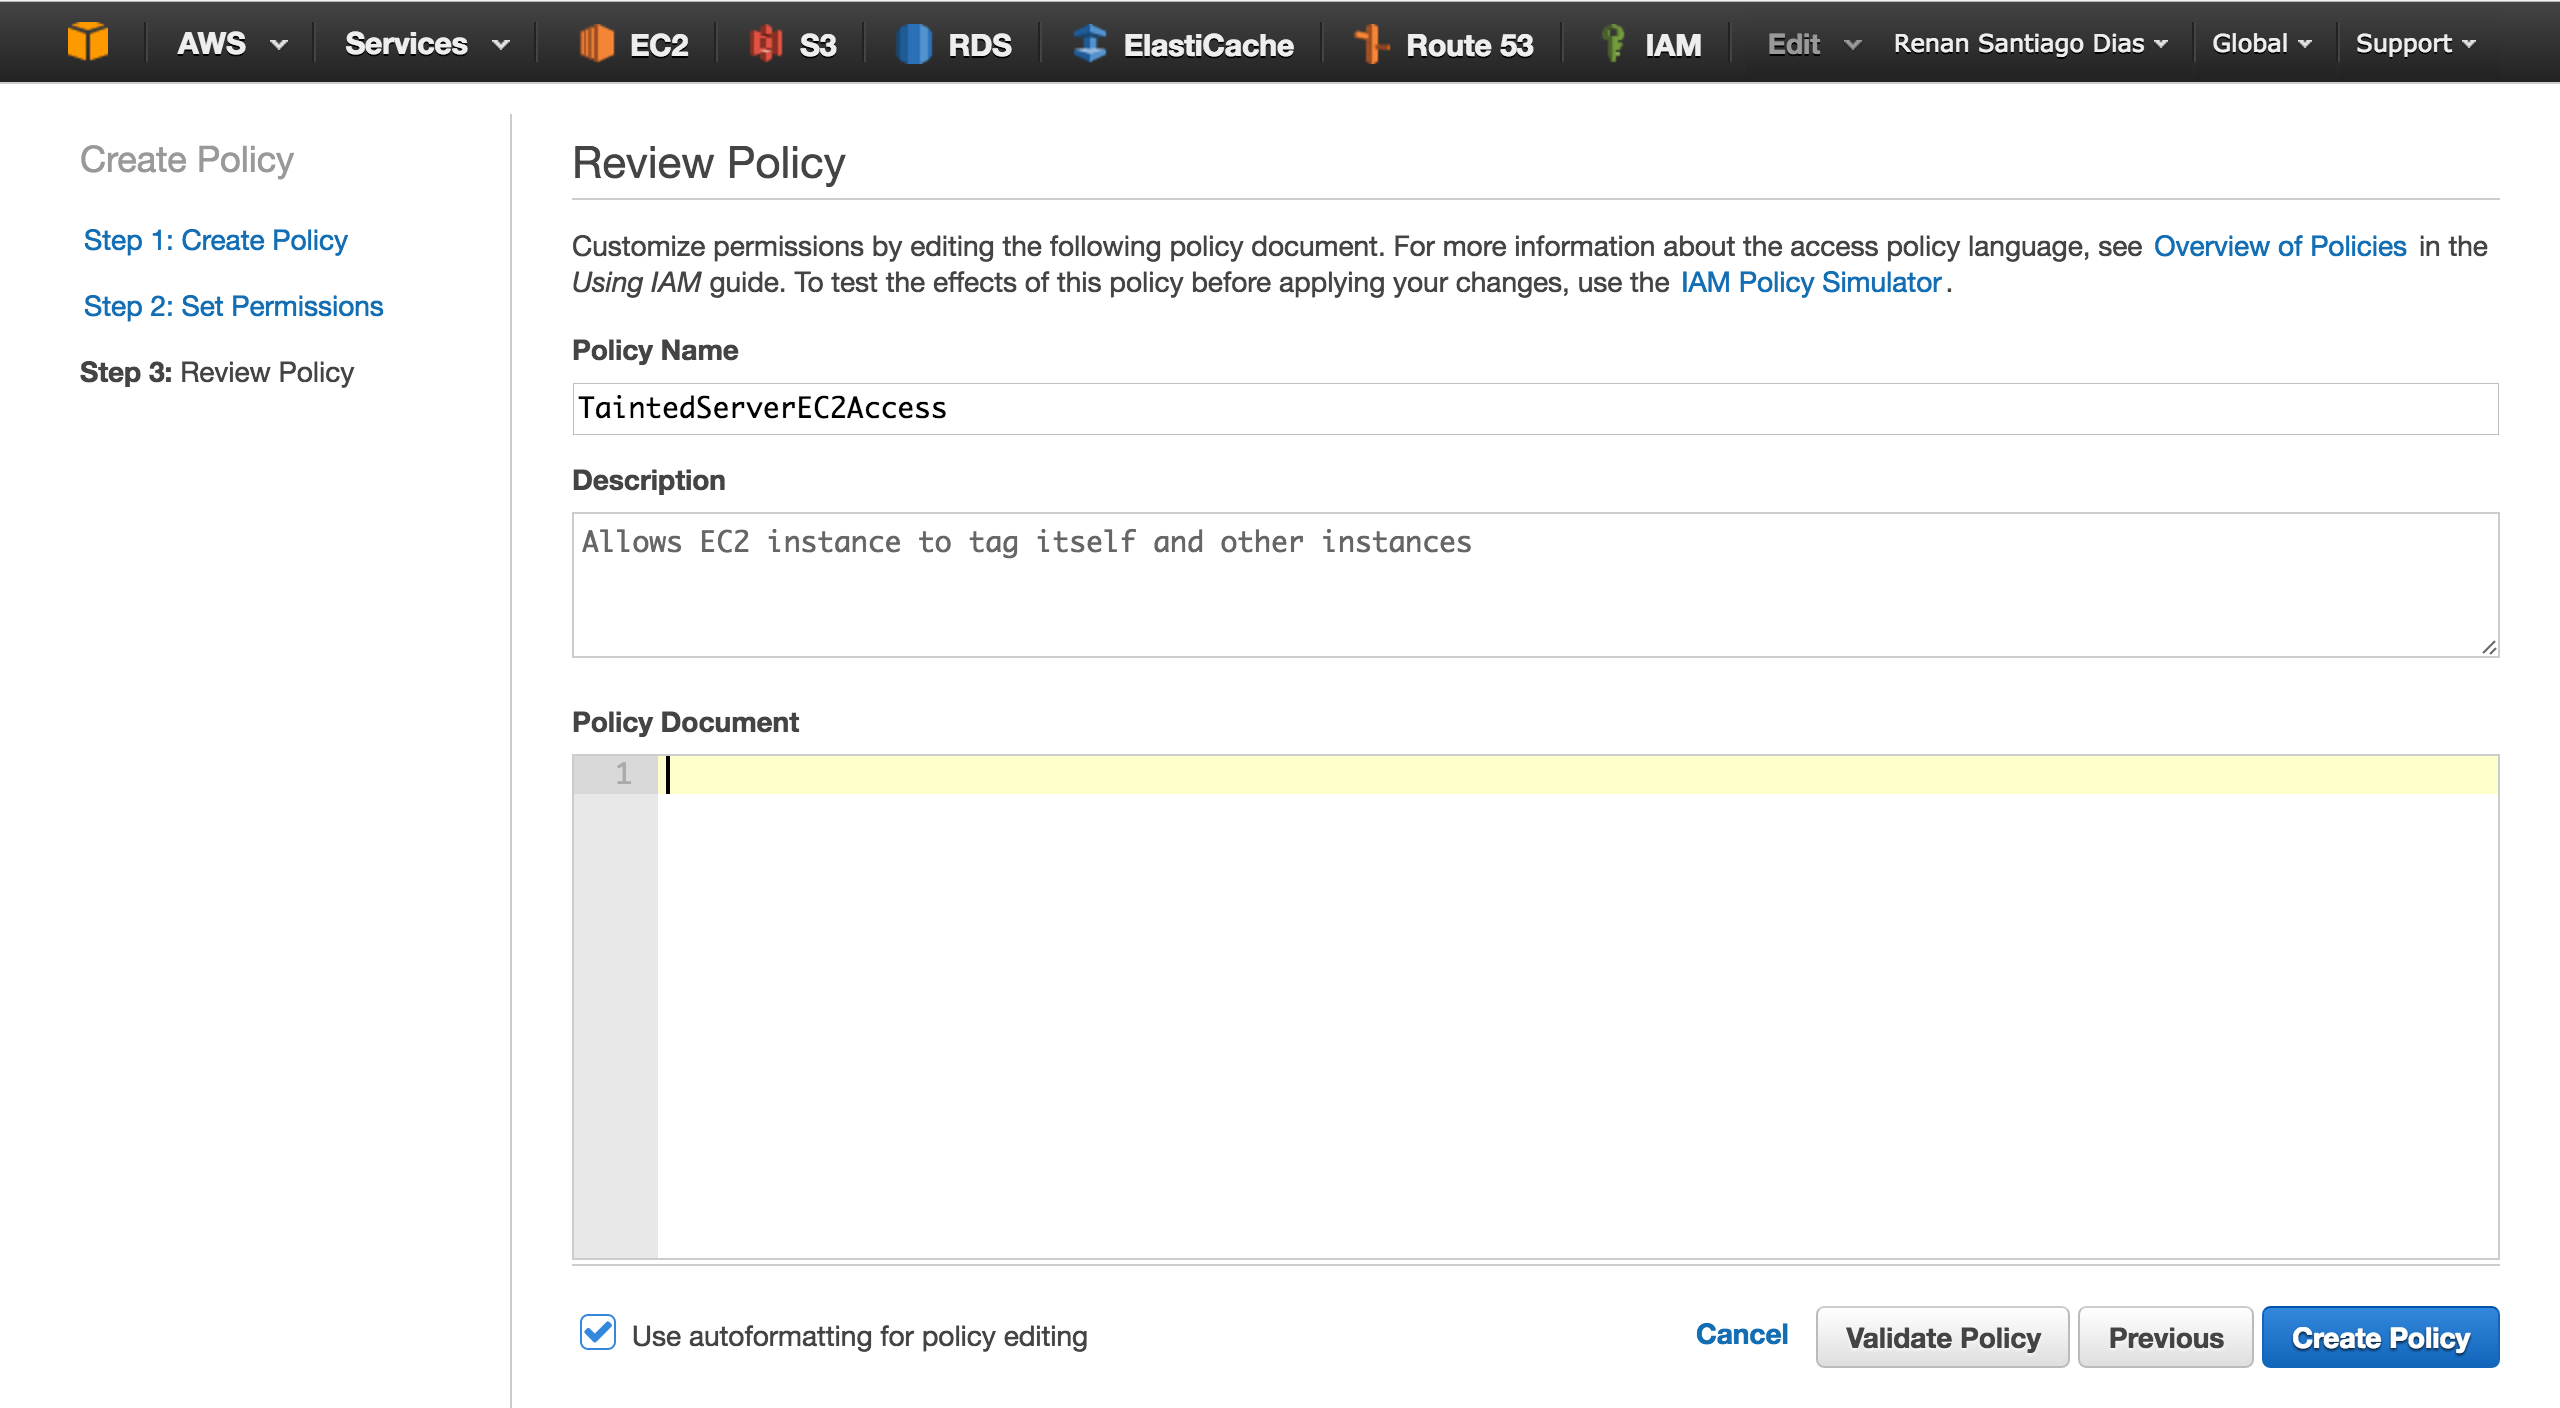 AWS Services EC2 S3 RDS ElastiCache Route 53 IAM Edit Renan Santiago Dias Global Support
Create Policy
Step 1: Create Policy
Step 2: Set Permissions
Step 3: Review Policy
Review Policy
Customize permissions by editing the following policy document. For more information about the access policy language, see Overview of Policies in the
Using IAM guide. To test the effects of this policy before applying your changes, use the IAM Policy Simulator.
Policy Name
TaintedServerEC2Access
Description
Allows EC2 instance to tag itself and other instances
Policy Document
1
Use autoformatting for policy editing
Cancel Validate Policy Previous Create Policy